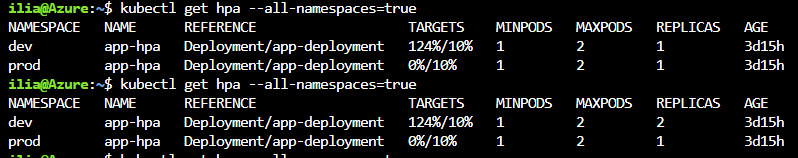 ilia@Azure:~$ kubectl get hpa --all-namespaces=true
NAMESPACE NAME REFERENCE TARGETS MINPODS MAXPODS REPLICAS AGE
dev app-hpa Deployment/app-deployment 124%/10% 1 2 1 3d15h
prod app-hpa Deployment/app-deployment 0%/10% 1 2 1 3d15h
ilia@Azure:~$ kubectl get hpa --all-namespaces=true
NAMESPACE NAME REFERENCE TARGETS MINPODS MAXPODS REPLICAS AGE
dev app-hpa Deployment/app-deployment 124%/10% 1 2 2 3d15h
prod app-hpa Deployment/app-deployment 0%/10% 1 2 1 3d15h